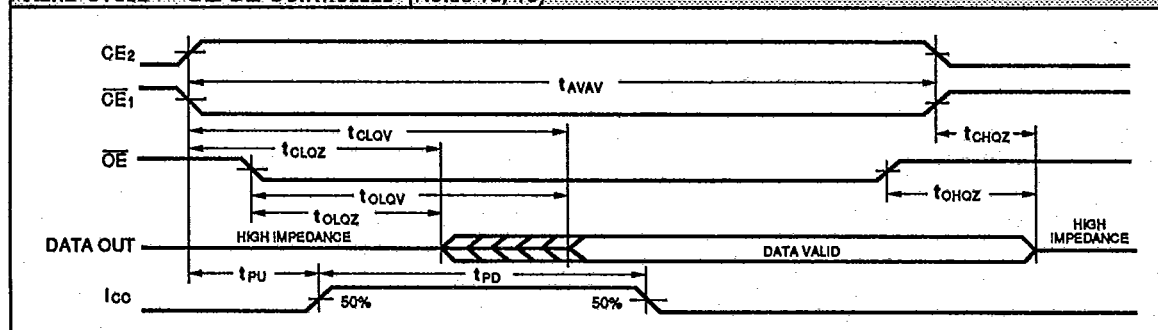 CE2
tAVAV
CE1
tCLQV
tCHQZ
tCLQZ
OE
tOLQV
tOHQZ
tOLQZ
HIGH IMPEDANCE
HIGH IMPEDANCE
DATA OUT
DATA VALID
tPU
tPD
ICC
50%
50%